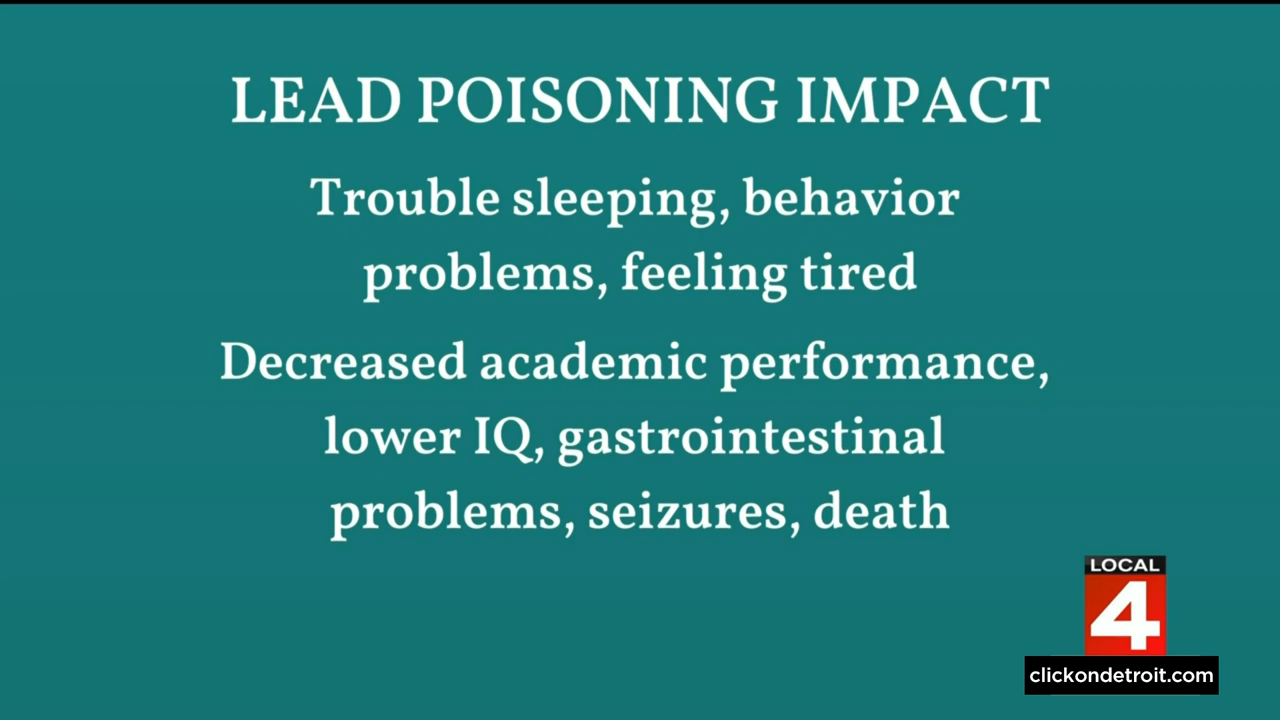 LEAD POISONING IMPACT
Trouble sleeping, behavior
problems, feeling tired
Decreased academic performance,
lower IQ, gastrointestinal
problems, seizures, death
LOCAL
4
clickondetroit.com